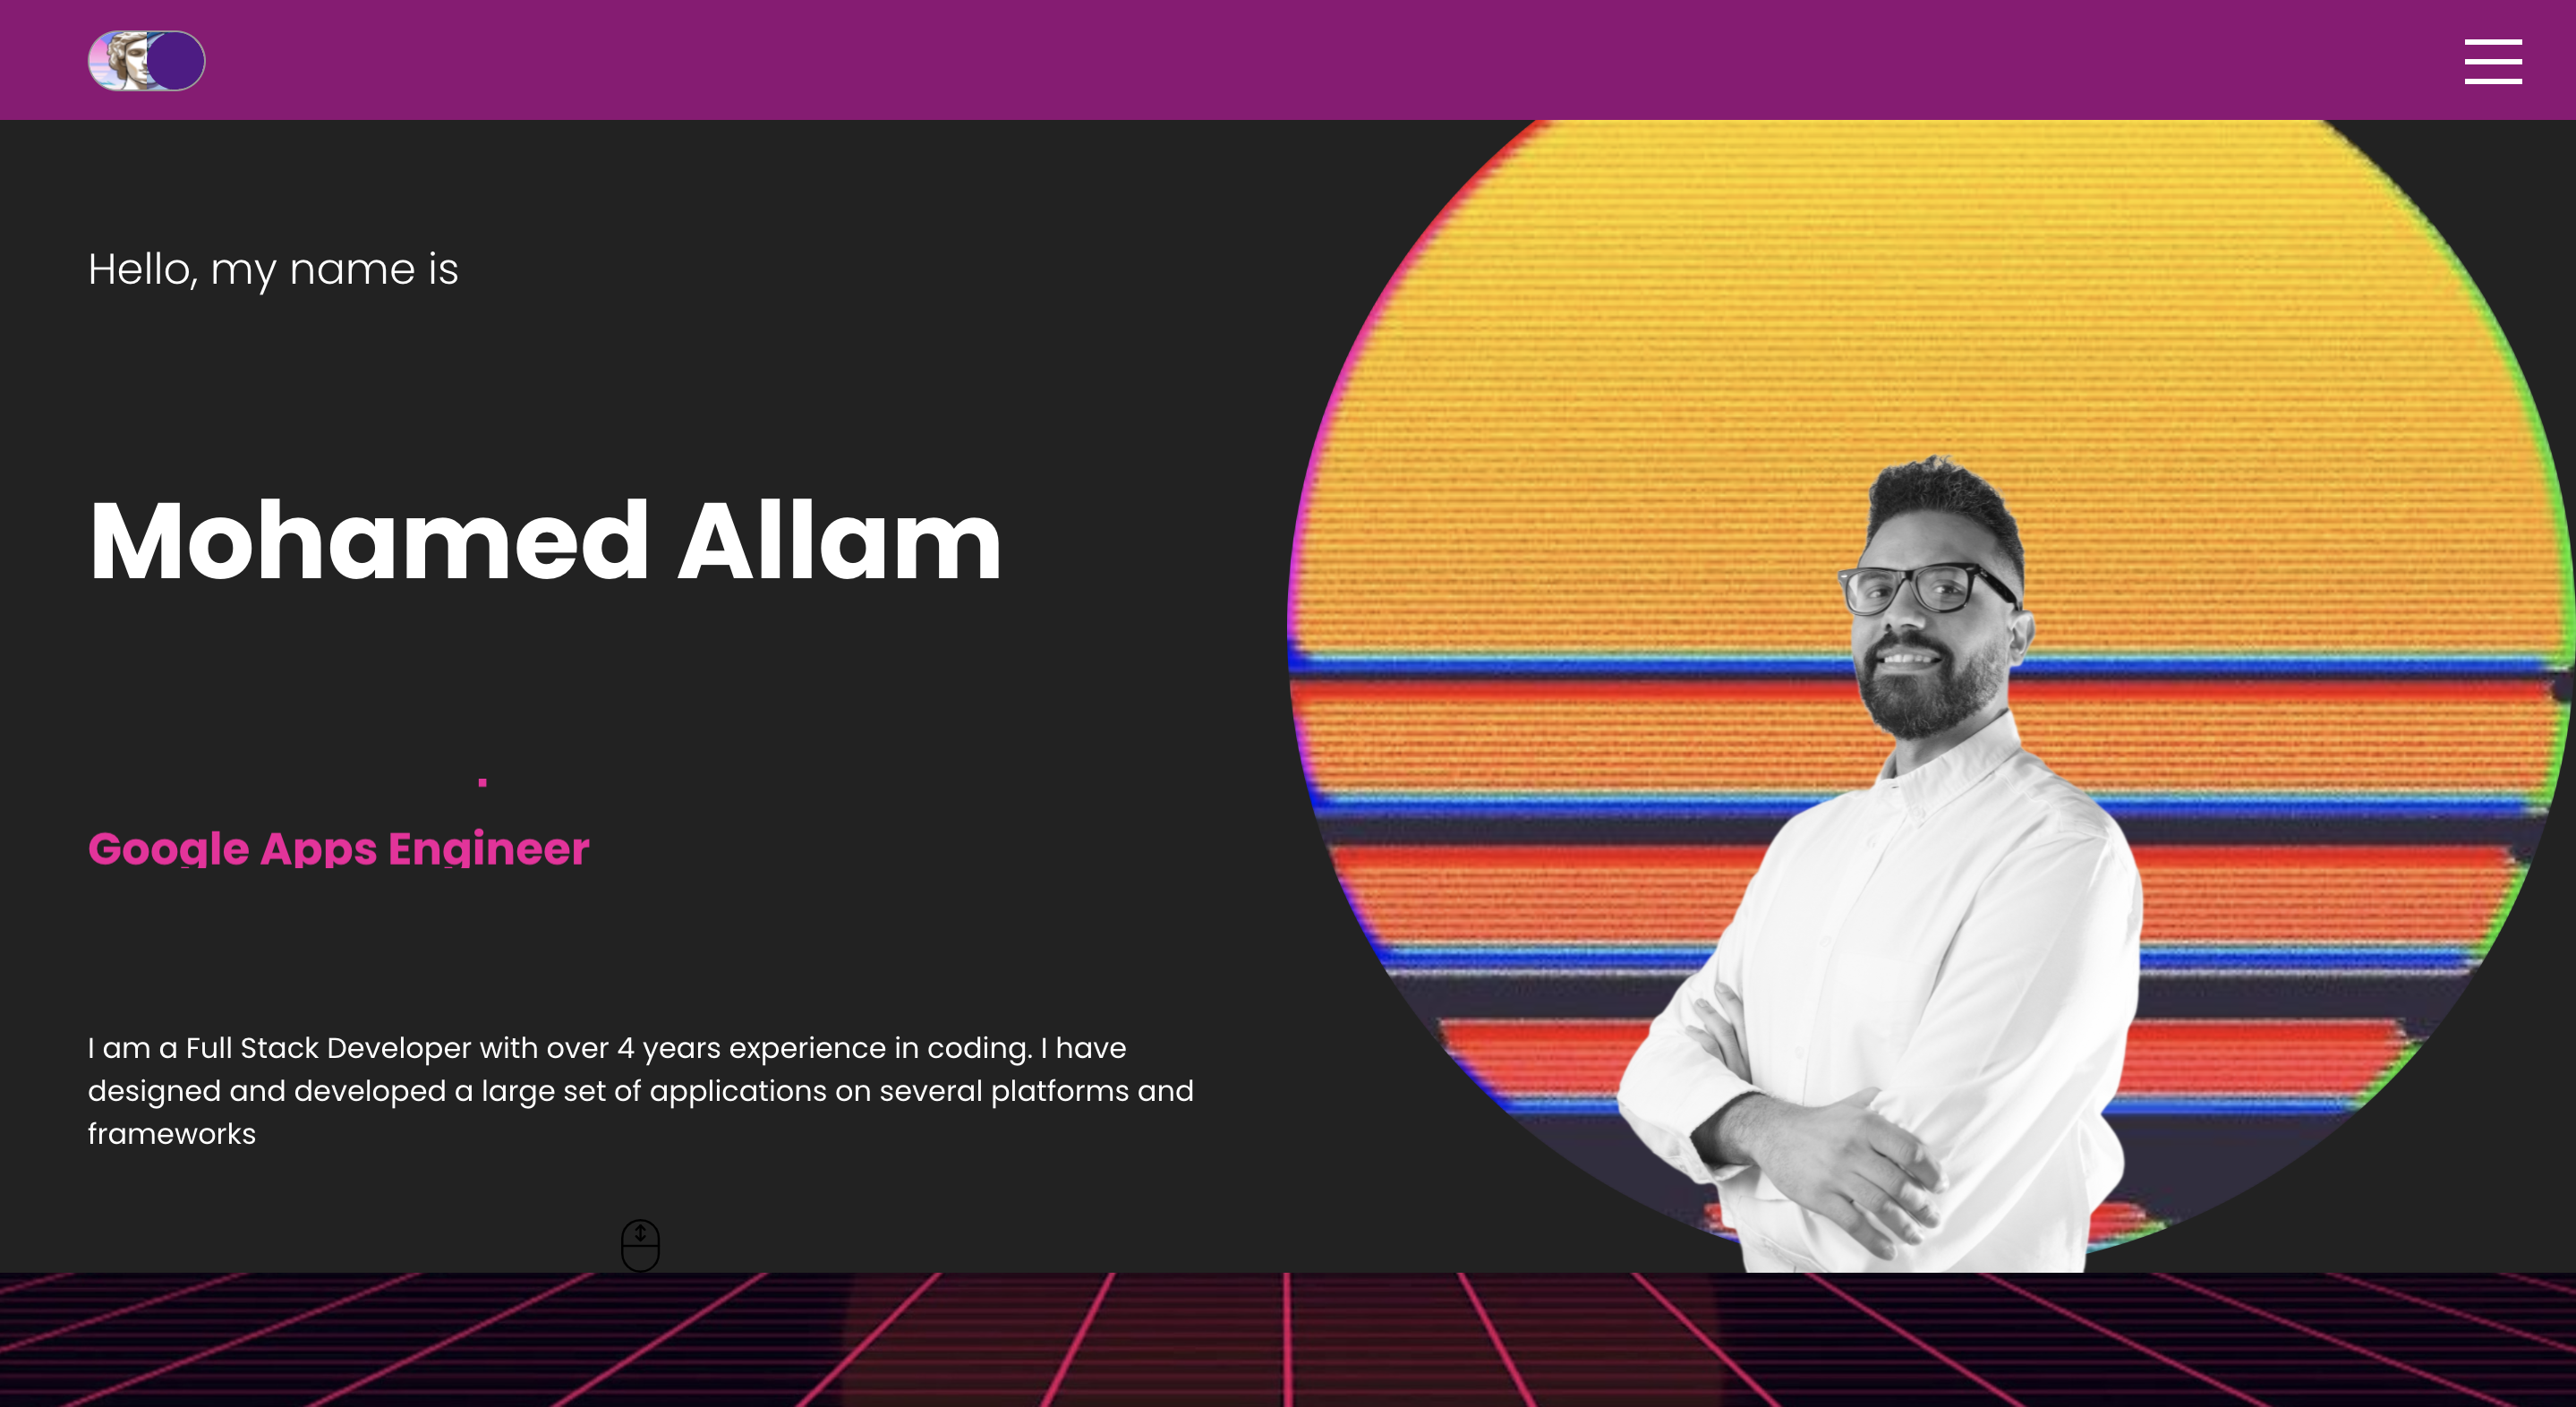 Hello, my name is
Mohamed Allam
Google Apps Engineer
I am a Full Stack Developer with over 4 years experience in coding. I have
designed and developed a large set of applications on several platforms and
frameworks